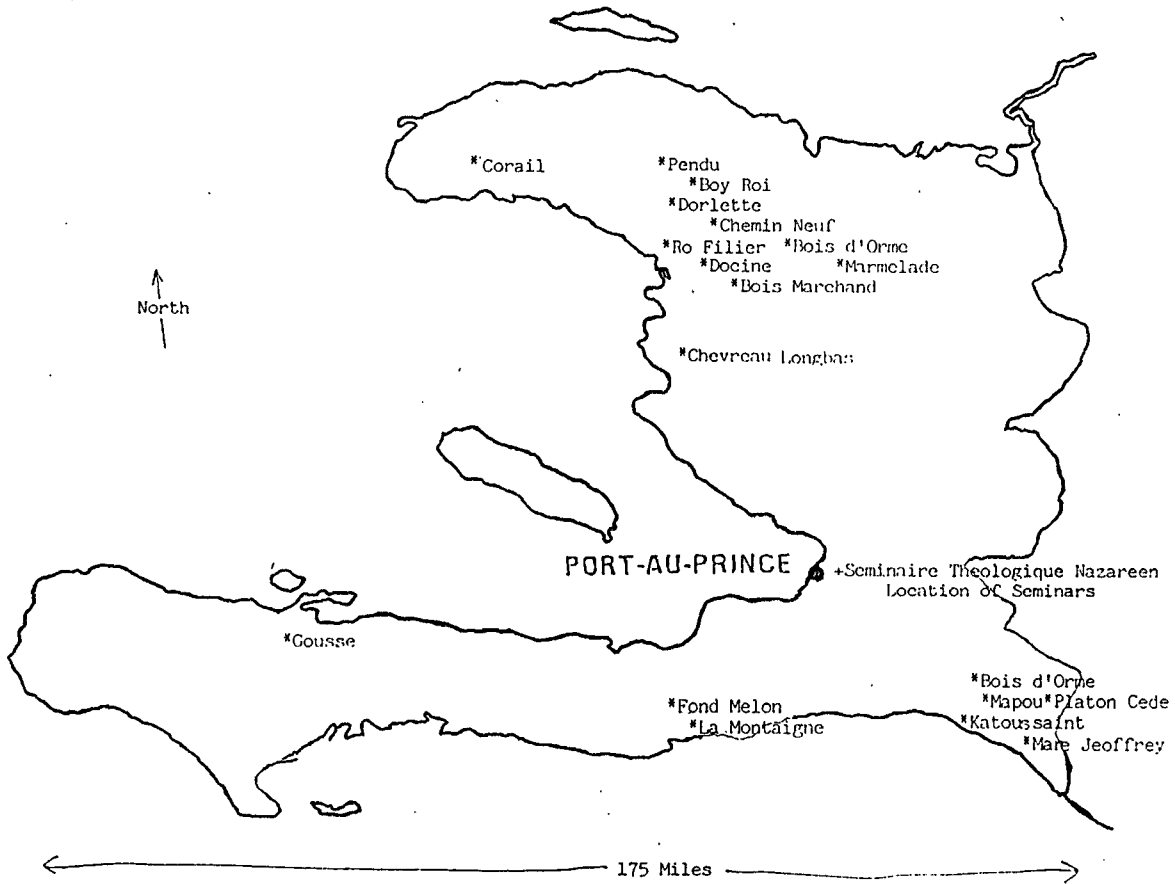 *Corail
*Pendu
*Boy Roi
*Dorlette
*Chemin Neuf
*Ro Filier *Bois d'Orme
*Docine *Marmelade
*Bois Marchand
North
*Chevreau Longbas
PORT-AU-PRINCE
+Seminaire Theologique Nazareen
Location of Seminars
*Gousse
*Bois d'Orme
*Fond Melon
*Mapou*Platon Cede
*La Montaigne
*Katoussaint
*Mare Jeoffrey
175 Miles